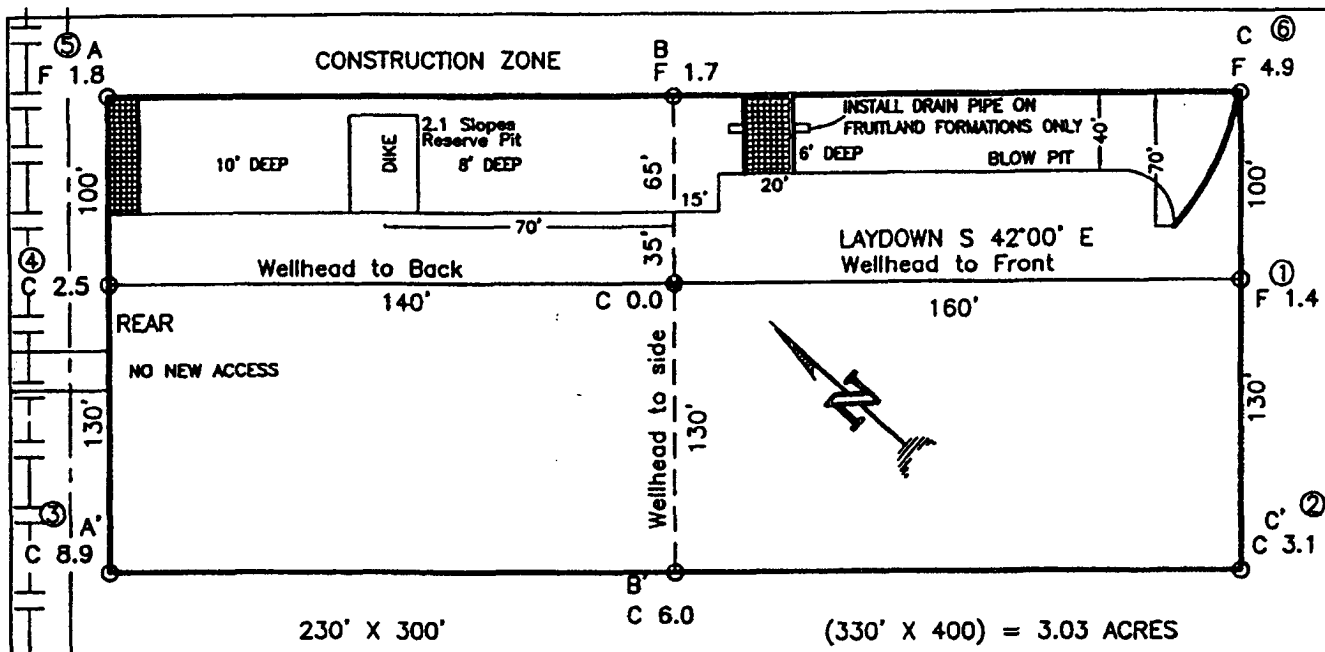 ⑤ A
F 1.8
CONSTRUCTION ZONE
B
F 1.7
C ⑥
F 4.9
INSTALL DRAIN PIPE ON
FRUITLAND FORMATIONS ONLY
2.1 Slopes
Reserve Pit
DIKE
10' DEEP
8' DEEP
6' DEEP
BLOW PIT
40'
70'
100'
65'
100'
15'
20'
70'
35'
LAYDOWN S 42°00' E
Wellhead to Back
Wellhead to Front
④
C 2.5
140'
C 0.0
160'
①
F 1.4
REAR
NO NEW ACCESS
Wellhead to side
N
130'
130'
130'
③ A'
C 8.9
C' ②
C 3.1
B'
C 6.0
230' X 300'
(330' X 400) = 3.03 ACRES